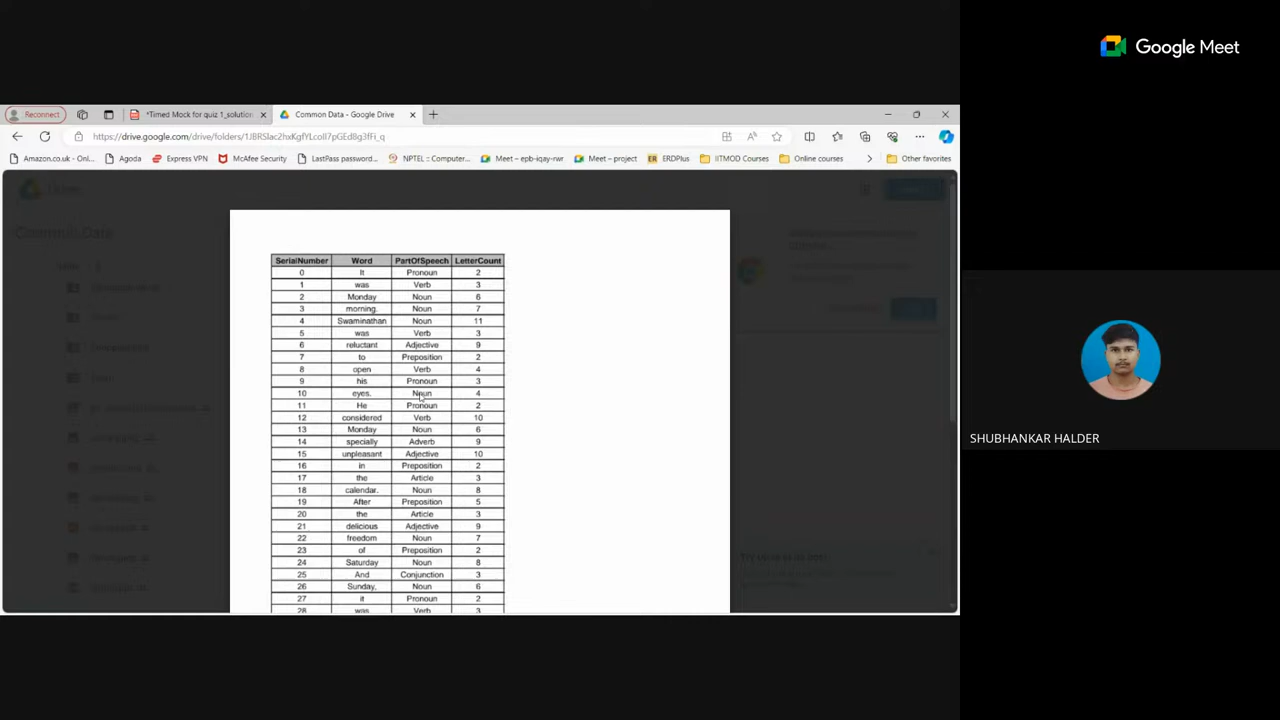 Google Meet
Reconnect
*Timed Mock for quiz 1_solution
Common Data - Google Drive
Amazon.co.uk - Onl...
Agoda
Express VPN
McAfee Security
LastPass password...
NPTEL :: Computer...
Meet – epb-iqay-rwr
Meet – project
ERDPlus
IITMOD Courses
Online courses
Other favorites
SerialNumber Word PartOfSpeech LetterCount
0 It Pronoun 2
1 was Verb 3
2 Monday Noun 6
3 morning. Noun 7
4 Swaminathan Noun 11
5 was Verb 3
6 reluctant Adjective 9
7 to Preposition 2
8 open Verb 4
9 his Pronoun 3
10 eyes. Noun 4
11 He Pronoun 2
12 considered Verb 10
13 Monday Noun 6
14 specially Adverb 9
15 unpleasant Adjective 10
16 in Preposition 2
17 the Article 3
18 calendar. Noun 8
19 After Preposition 5
20 the Article 3
21 delicious Adjective 9
22 freedom Noun 7
23 of Preposition 2
24 Saturday Noun 8
25 And Conjunction 3
26 Sunday, Noun 6
27 it Pronoun 2
28 was Verb 3
SHUBHANKAR HALDER